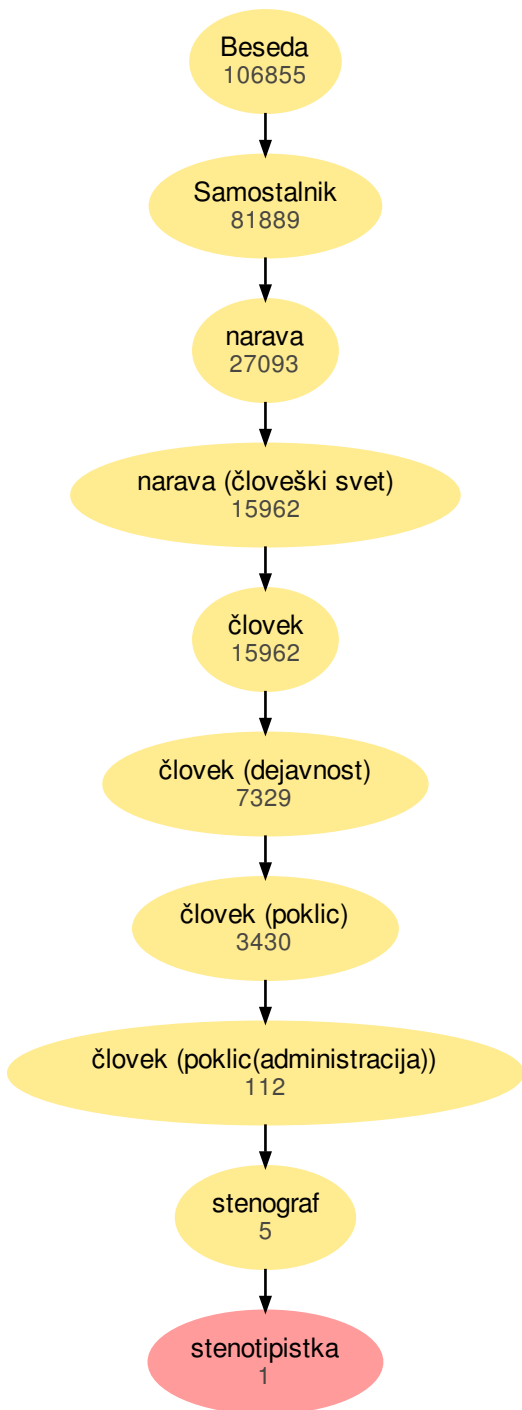 Beseda
106855
Samostalnik
81889
narava
27093
narava (človeški svet)
15962
človek
15962
človek (dejavnost)
7329
človek (poklic)
3430
človek (poklic(administracija))
112
stenograf
5
stenotipistka
1